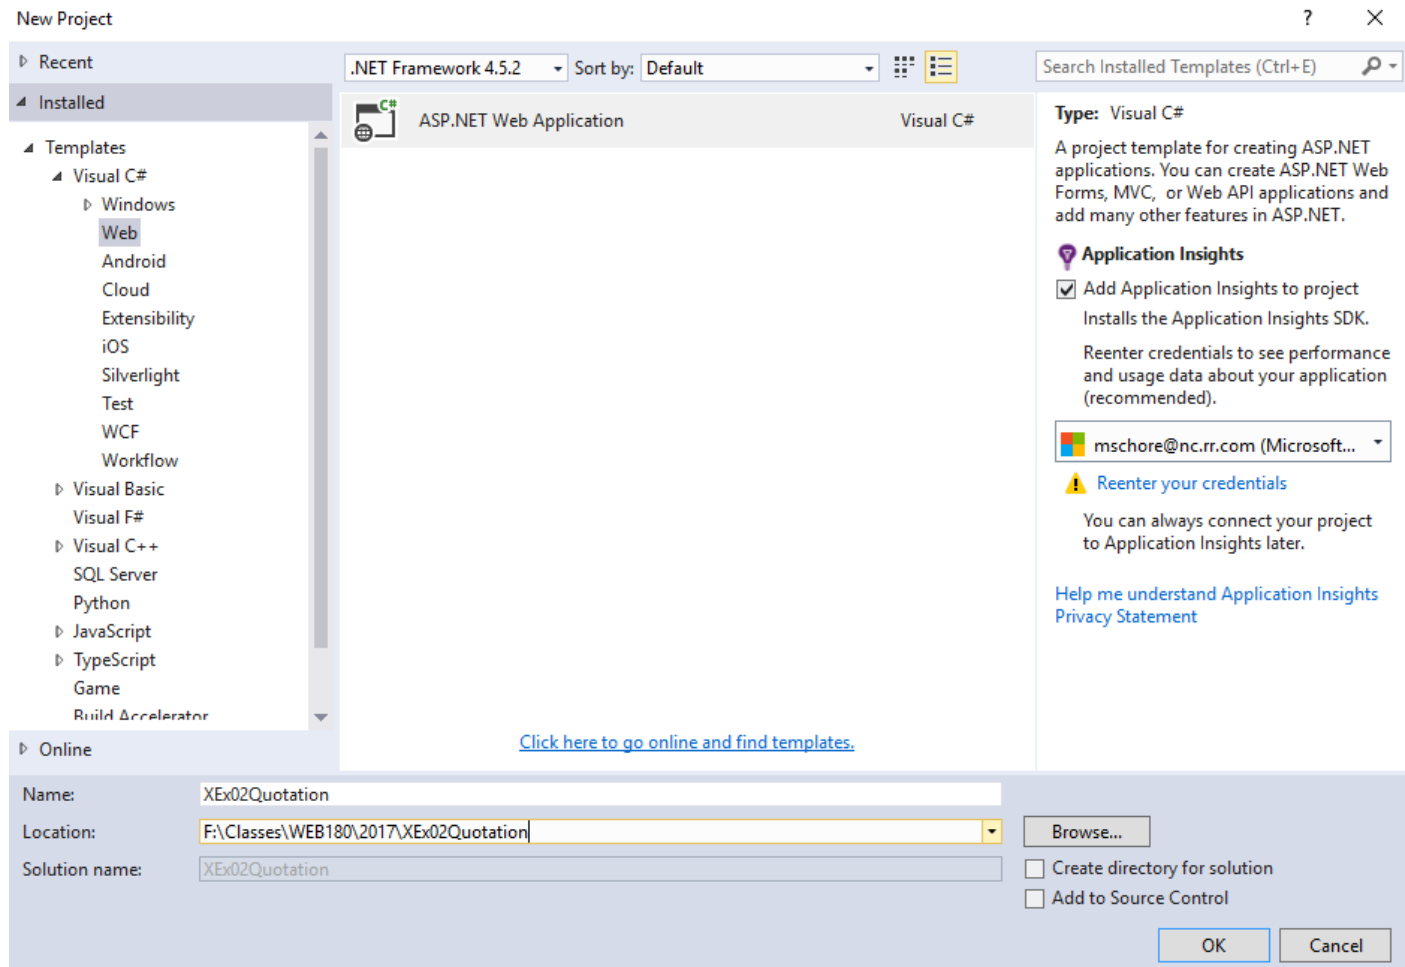 New Project
?
Recent
.NET Framework 4.5.2
Sort by:
Default
Search Installed Templates (Ctrl+E)
Installed
Templates
Visual C#
Windows
Web
Android
Cloud
Extensibility
iOS
Silverlight
Test
WCF
Workflow
Visual Basic
Visual F#
Visual C++
SQL Server
Python
JavaScript
TypeScript
Game
Build Accelerator
Online
C#
ASP.NET Web Application
Visual C#
Click here to go online and find templates.
Type: Visual C#
A project template for creating ASP.NET
applications. You can create ASP.NET Web
Forms, MVC, or Web API applications and
add many other features in ASP.NET.
Application Insights
Add Application Insights to project
Installs the Application Insights SDK.
Reenter credentials to see performance
and usage data about your application
(recommended).
mschore@nc.rr.com (Microsoft...
Reenter your credentials
You can always connect your project
to Application Insights later.
Help me understand Application Insights
Privacy Statement
Name:
XEx02Quotation
Location:
F:\Classes\WEB180\2017\XEx02Quotation
Browse...
Solution name:
XEx02Quotation
Create directory for solution
Add to Source Control
OK
Cancel